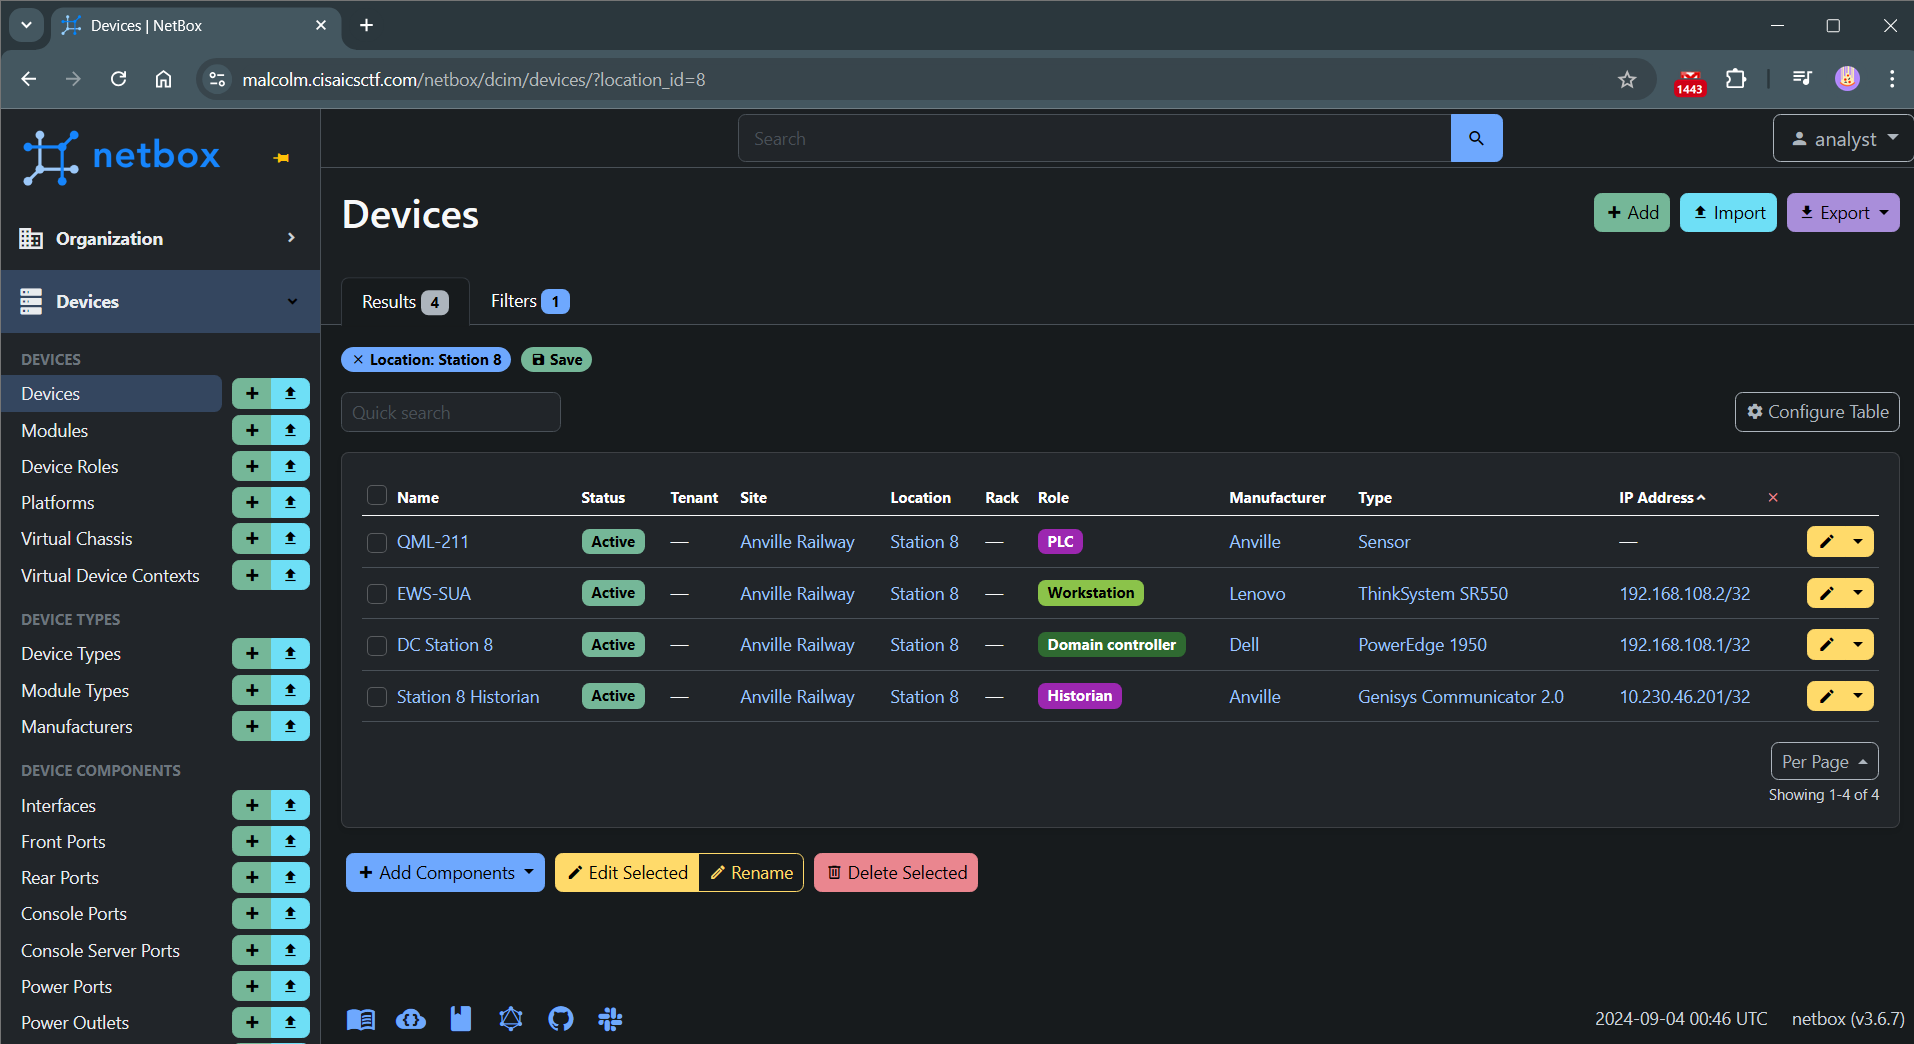 Devices | NetBox
malcolm.cisaicsctf.com/netbox/dcim/devices/?location_id=8
1443
netbox
Search
analyst
Organization
Devices
DEVICES
Devices
Modules
Device Roles
Platforms
Virtual Chassis
Virtual Device Contexts
DEVICE TYPES
Device Types
Module Types
Manufacturers
DEVICE COMPONENTS
Interfaces
Front Ports
Rear Ports
Console Ports
Console Server Ports
Power Ports
Power Outlets
Devices
Add Import Export
Results 4 Filters 1
× Location: Station 8 Save
Quick search
Configure Table
Name Status Tenant Site Location Rack Role Manufacturer Type IP Address
QML-211 Active — Anville Railway Station 8 — PLC Anville Sensor —
EWS-SUA Active — Anville Railway Station 8 — Workstation Lenovo ThinkSystem SR550 192.168.108.2/32
DC Station 8 Active — Anville Railway Station 8 — Domain controller Dell PowerEdge 1950 192.168.108.1/32
Station 8 Historian Active — Anville Railway Station 8 — Historian Anville Genisys Communicator 2.0 10.230.46.201/32
Per Page
Showing 1-4 of 4
Add Components Edit Selected Rename Delete Selected
2024-09-04 00:46 UTC netbox (v3.6.7)